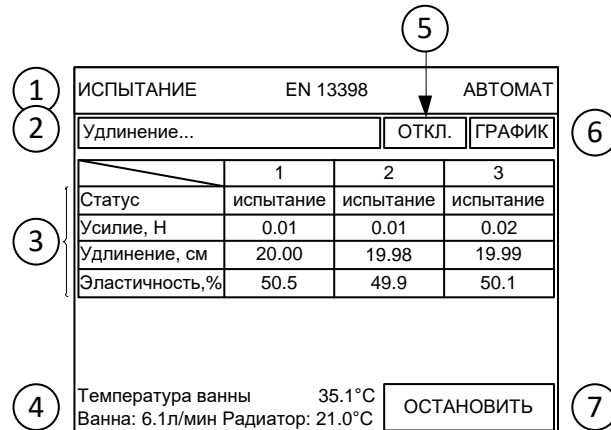 5
1 ИСПЫТАНИЕ EN 13398 АВТОМАТ
2 Удлинение... ОТКЛ. ГРАФИК 6
1 2 3
Статус испытание испытание испытание
3 Усилие, Н 0.01 0.01 0.02
Удлинение, см 20.00 19.98 19.99
Эластичность,% 50.5 49.9 50.1
4 Температура ванны 35.1°C ОСТАНОВИТЬ 7
Ванна: 6.1л/мин Радиатор: 21.0°C